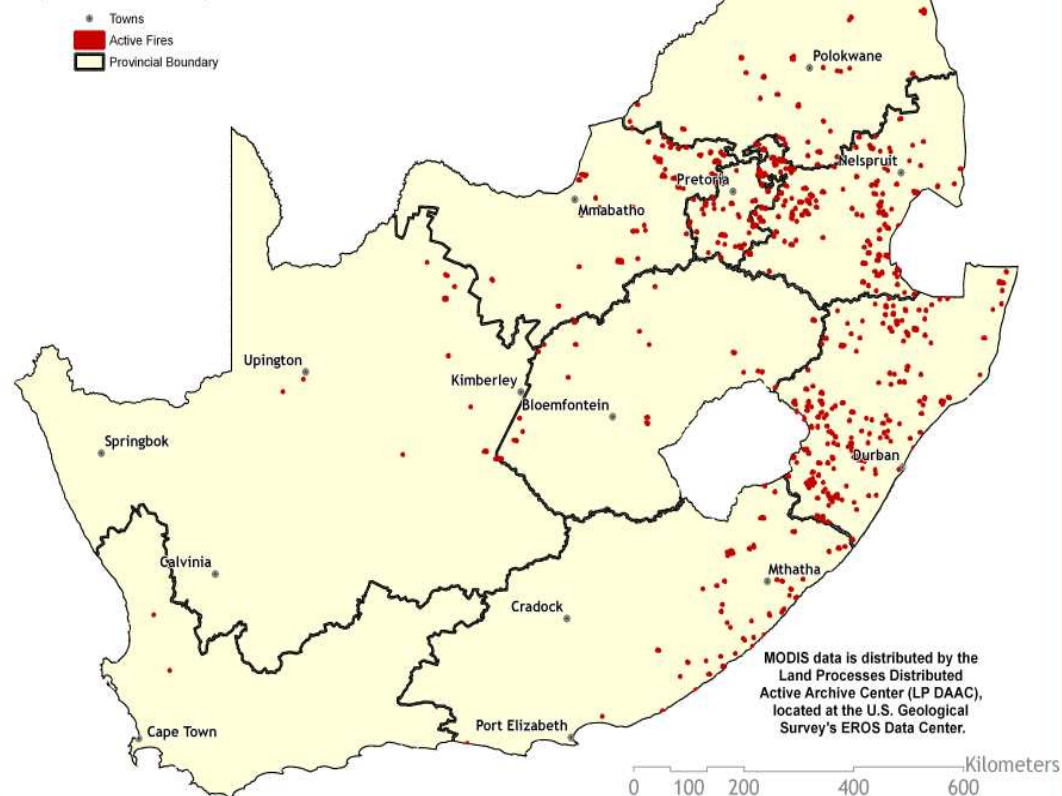 Towns
Active Fires
Provincial Boundary
Polokwane
Nelspruit
Pretoria
Mmabatho
Upington
Kimberley
Bloemfontein
Springbok
Durban
Calvinia
Mthatha
Cradock
MODIS data is distributed by the
Land Processes Distributed
Active Archive Center (LP DAAC),
located at the U.S. Geological
Survey's EROS Data Center.
Port Elizabeth
Cape Town
Kilometers
0 100 200 400 600